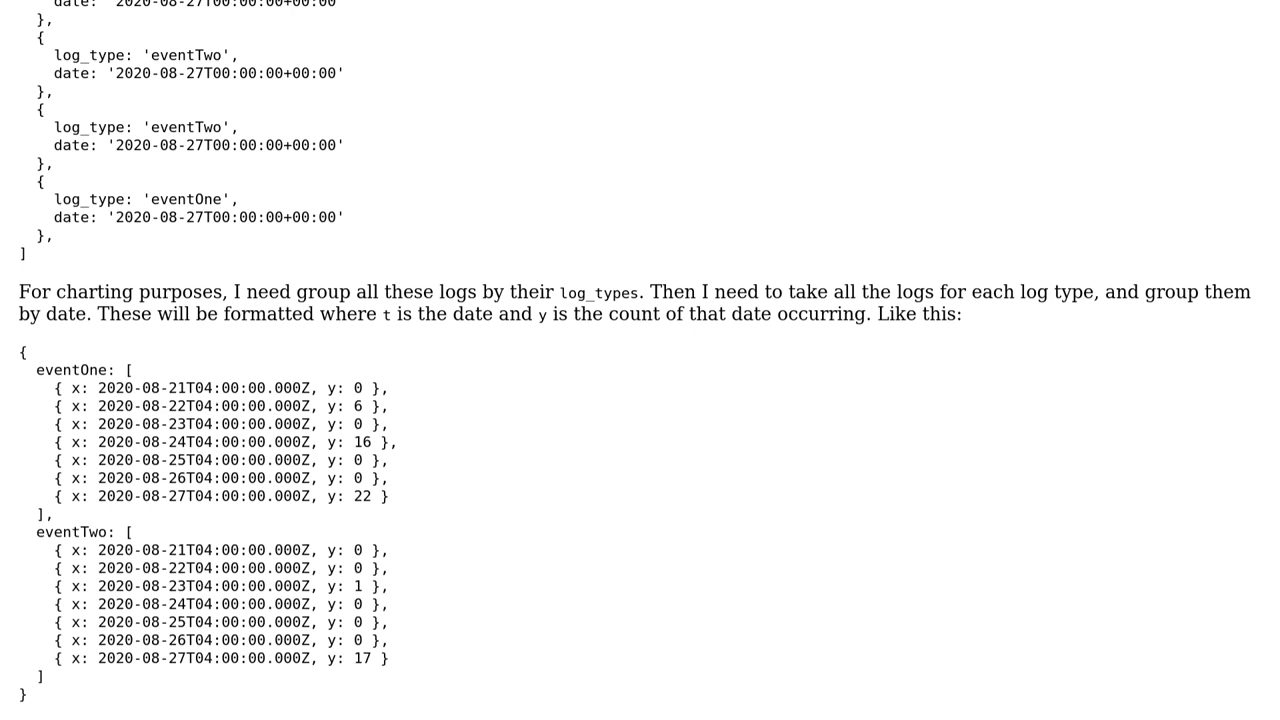 date: '2020-08-27T00:00:00+00:00'
},
{
log_type: 'eventTwo',
date: '2020-08-27T00:00:00+00:00'
},
{
log_type: 'eventTwo',
date: '2020-08-27T00:00:00+00:00'
},
{
log_type: 'eventOne',
date: '2020-08-27T00:00:00+00:00'
},
]
For charting purposes, I need group all these logs by their log_types. Then I need to take all the logs for each log type, and group them
by date. These will be formatted where t is the date and y is the count of that date occurring. Like this:
{
eventOne: [
{ x: 2020-08-21T04:00:00.000Z, y: 0 },
{ x: 2020-08-22T04:00:00.000Z, y: 6 },
{ x: 2020-08-23T04:00:00.000Z, y: 0 },
{ x: 2020-08-24T04:00:00.000Z, y: 16 },
{ x: 2020-08-25T04:00:00.000Z, y: 0 },
{ x: 2020-08-26T04:00:00.000Z, y: 0 },
{ x: 2020-08-27T04:00:00.000Z, y: 22 }
],
eventTwo: [
{ x: 2020-08-21T04:00:00.000Z, y: 0 },
{ x: 2020-08-22T04:00:00.000Z, y: 0 },
{ x: 2020-08-23T04:00:00.000Z, y: 1 },
{ x: 2020-08-24T04:00:00.000Z, y: 0 },
{ x: 2020-08-25T04:00:00.000Z, y: 0 },
{ x: 2020-08-26T04:00:00.000Z, y: 0 },
{ x: 2020-08-27T04:00:00.000Z, y: 17 }
]
}